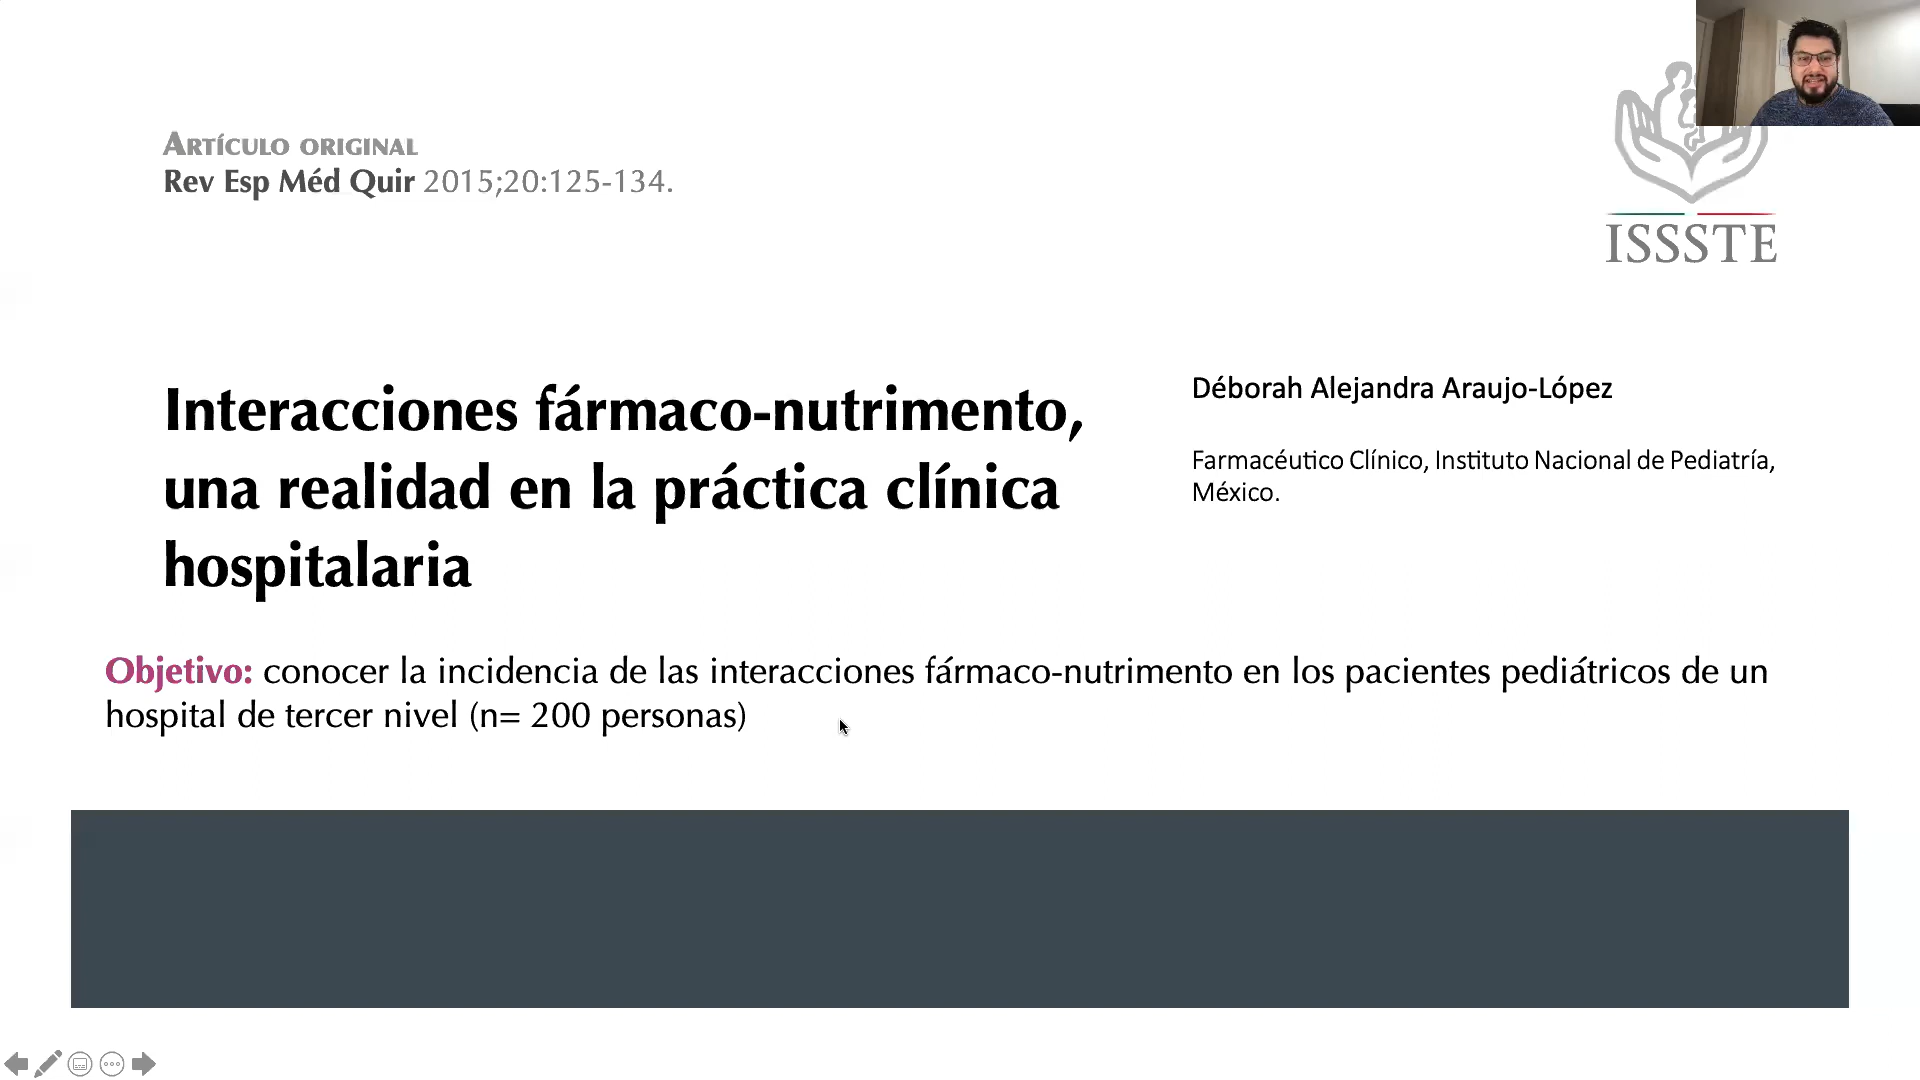 Artículo original
Rev Esp Méd Quir 2015;20:125-134.
ISSSTE
Interacciones fármaco-nutrimento,
una realidad en la práctica clínica
hospitalaria
Déborah Alejandra Araujo-López
Farmacéutico Clínico, Instituto Nacional de Pediatría,
México.
Objetivo: conocer la incidencia de las interacciones fármaco-nutrimento en los pacientes pediátricos de un
hospital de tercer nivel (n= 200 personas)